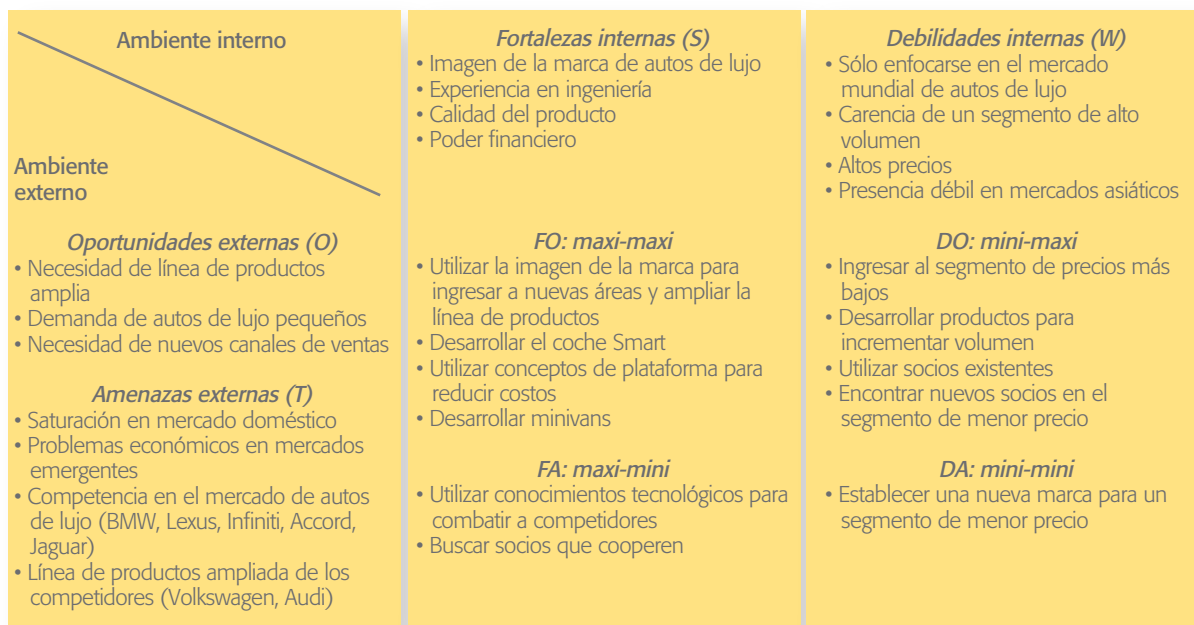 Ambiente interno
Ambiente
externo
Fortalezas internas (S)
• Imagen de la marca de autos de lujo
• Experiencia en ingeniería
• Calidad del producto
• Poder financiero
Debilidades internas (W)
• Sólo enfocarse en el mercado
mundial de autos de lujo
• Carencia de un segmento de alto
volumen
• Altos precios
• Presencia débil en mercados asiáticos
Oportunidades externas (O)
• Necesidad de línea de productos
amplia
• Demanda de autos de lujo pequeños
• Necesidad de nuevos canales de ventas
FO: maxi-maxi
• Utilizar la imagen de la marca para
ingresar a nuevas áreas y ampliar la
línea de productos
• Desarrollar el coche Smart
• Utilizar conceptos de plataforma para
reducir costos
• Desarrollar minivans
DO: mini-maxi
• Ingresar al segmento de precios más
bajos
• Desarrollar productos para
incrementar volumen
• Utilizar socios existentes
• Encontrar nuevos socios en el
segmento de menor precio
Amenazas externas (T)
• Saturación en mercado doméstico
• Problemas económicos en mercados
emergentes
• Competencia en el mercado de autos
de lujo (BMW, Lexus, Infiniti, Accord,
Jaguar)
• Línea de productos ampliada de los
competidores (Volkswagen, Audi)
FA: maxi-mini
• Utilizar conocimientos tecnológicos para
combatir a competidores
• Buscar socios que cooperen
DA: mini-mini
• Establecer una nueva marca para un
segmento de menor precio